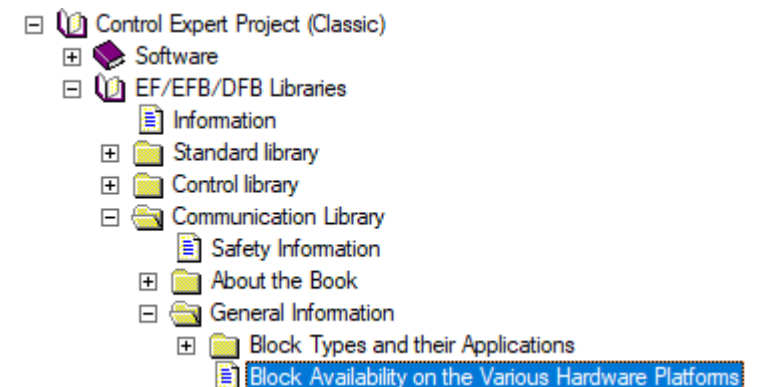 Control Expert Project (Classic)
Software
EF/EFB/DFB Libraries
Information
Standard library
Control library
Communication Library
Safety Information
About the Book
General Information
Block Types and their Applications
Block Availability on the Various Hardware Platforms